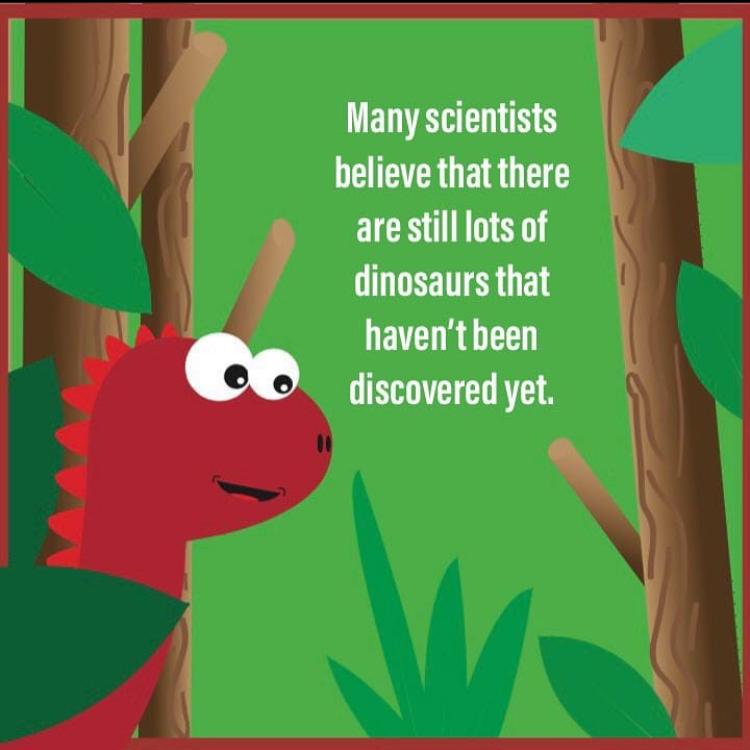 Many scientists
believe that there
are still lots of
dinosaurs that
haven't been
discovered yet.